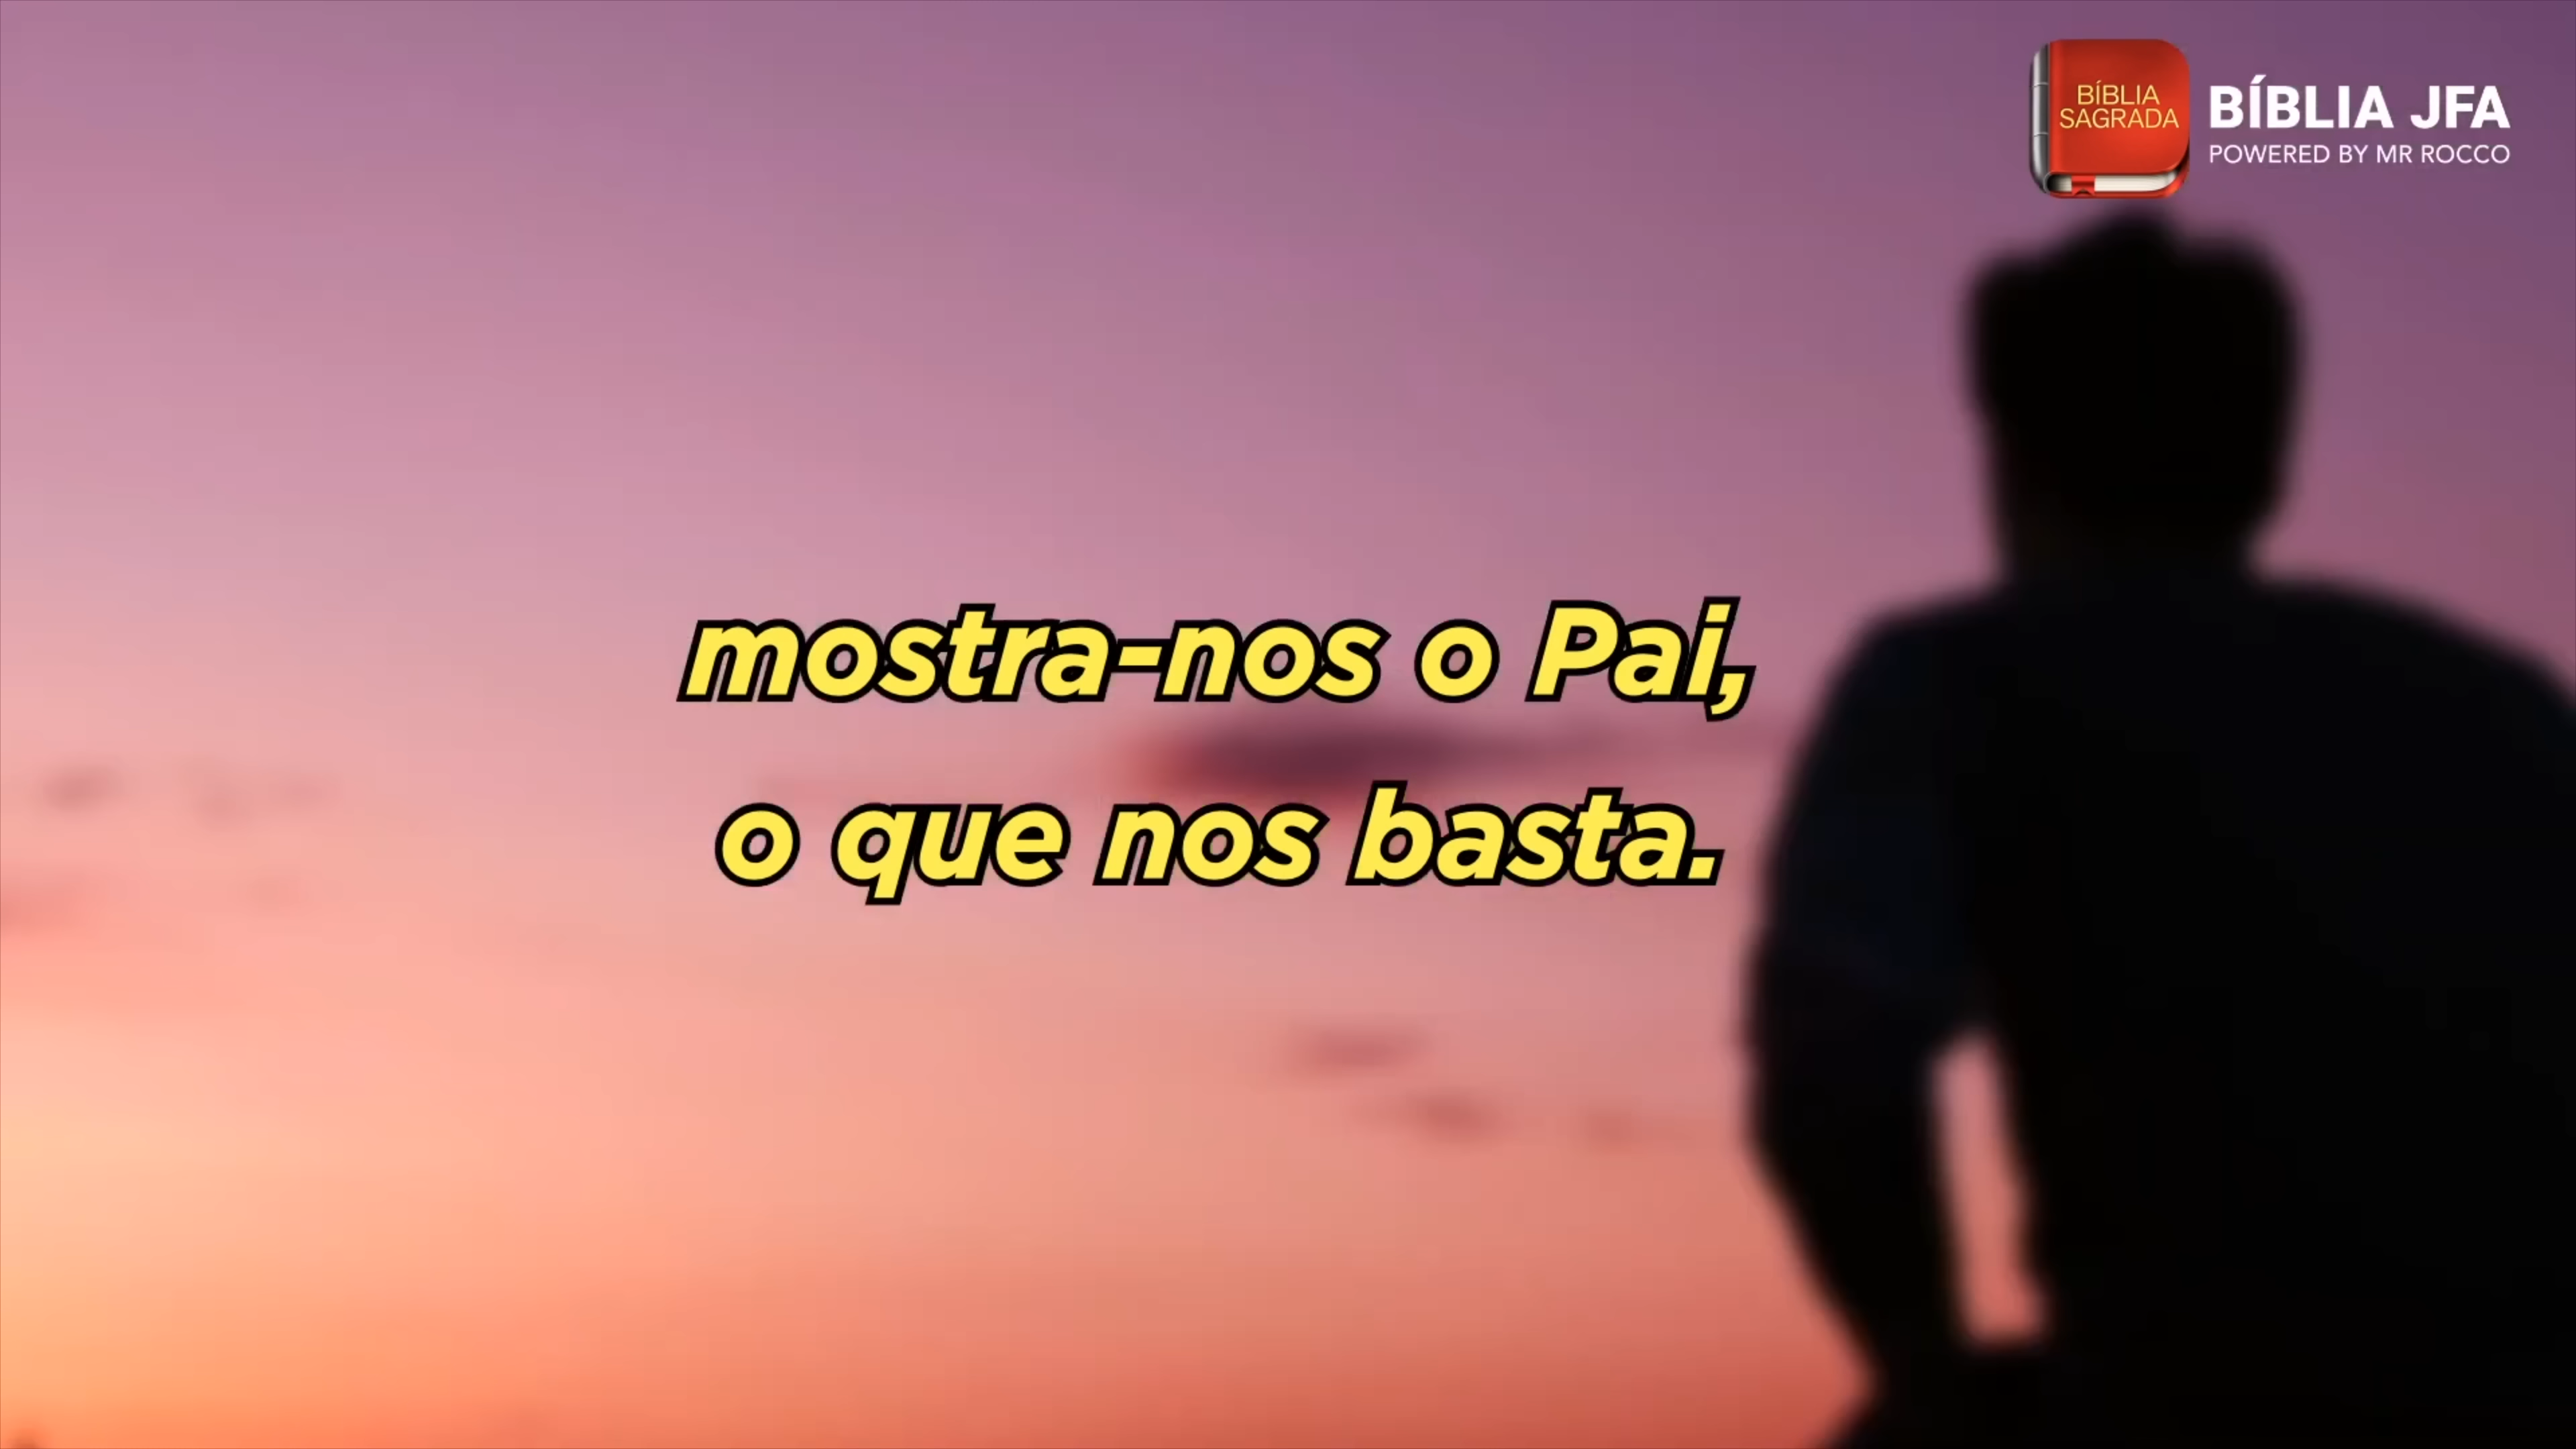 BÍBLIA
SAGRADA
BÍBLIA JFA
POWERED BY MR ROCCO
mostra-nos o Pai,
o que nos basta.